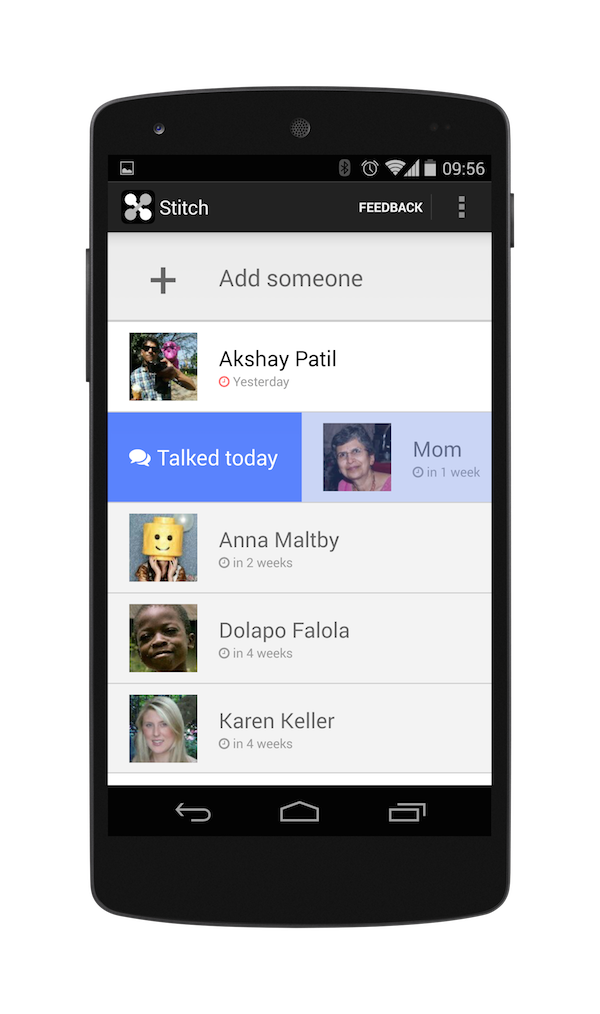 09:56
Stitch FEEDBACK
Add someone
Akshay Patil
Yesterday
Talked today
Mom
in 1 week
Anna Maltby
in 2 weeks
Dolapo Falola
in 4 weeks
Karen Keller
in 4 weeks